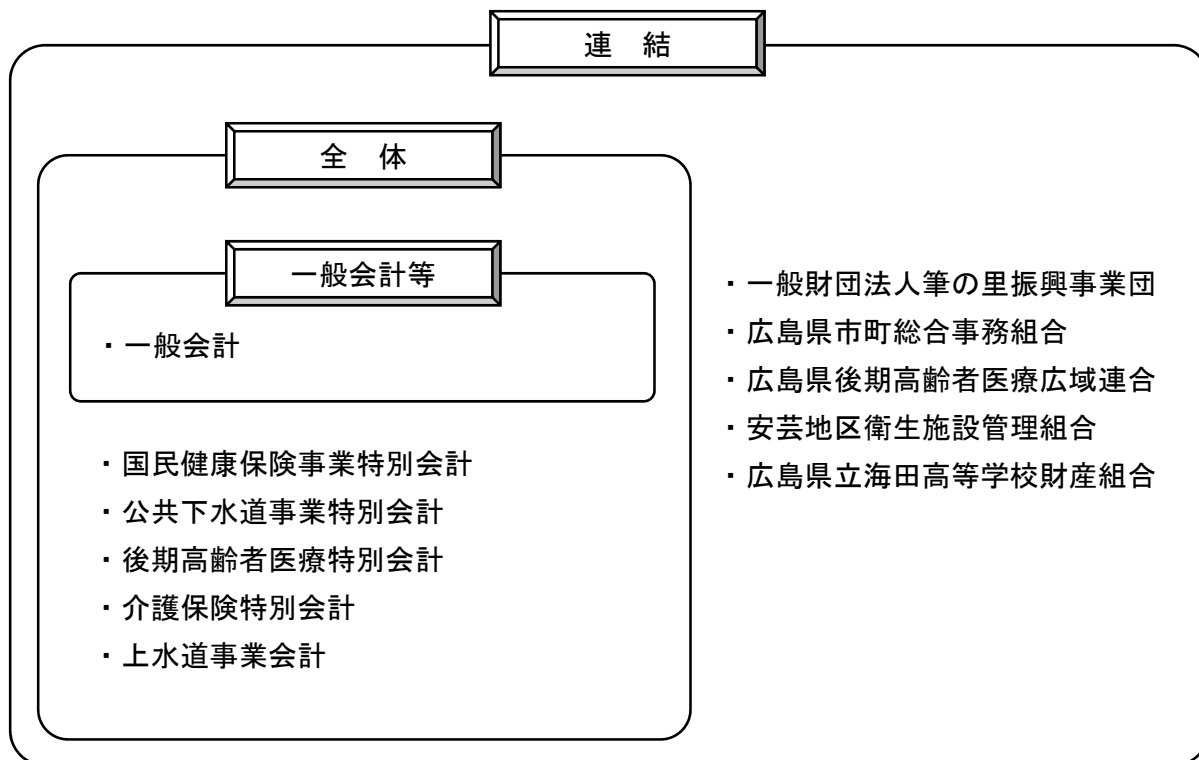 連　結
全　体
一般会計等
・一般会計
・国民健康保険事業特別会計
・公共下水道事業特別会計
・後期高齢者医療特別会計
・介護保険特別会計
・上水道事業会計
・一般財団法人筆の里振興事業団
・広島県市町総合事務組合
・広島県後期高齢者医療広域連合
・安芸地区衛生施設管理組合
・広島県立海田高等学校財産組合